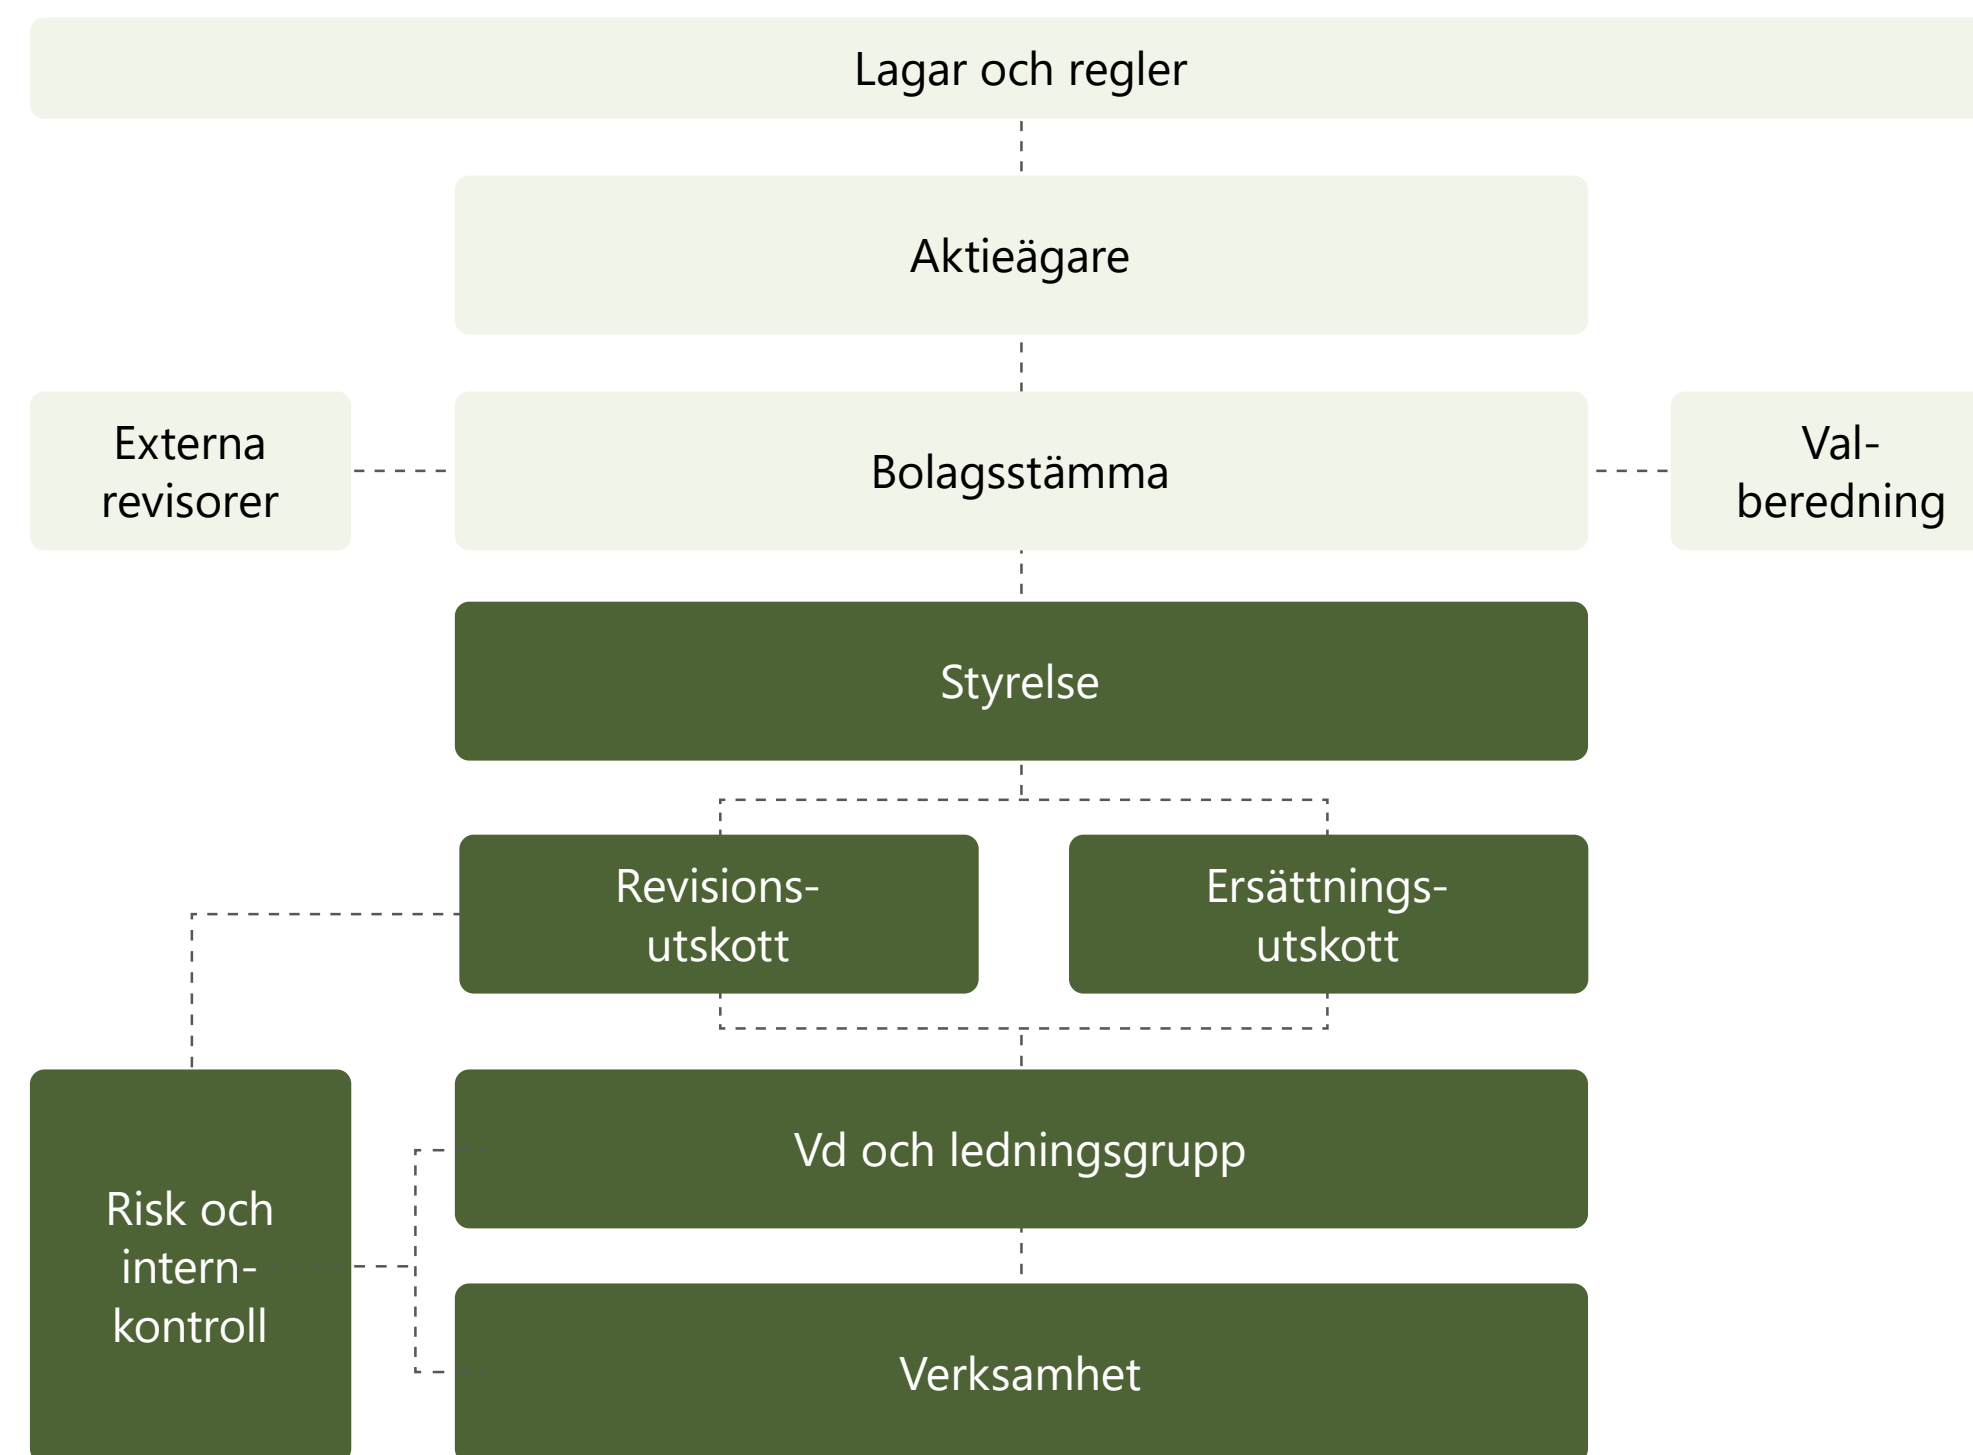 Lagar och regler
Aktieägare
Externa
revisorer
Bolagsstämma
Val-
beredning
Styrelse
Revisions-
utskott
Ersättnings-
utskott
Vd och ledningsgrupp
Risk och
intern-
kontroll
Verksamhet